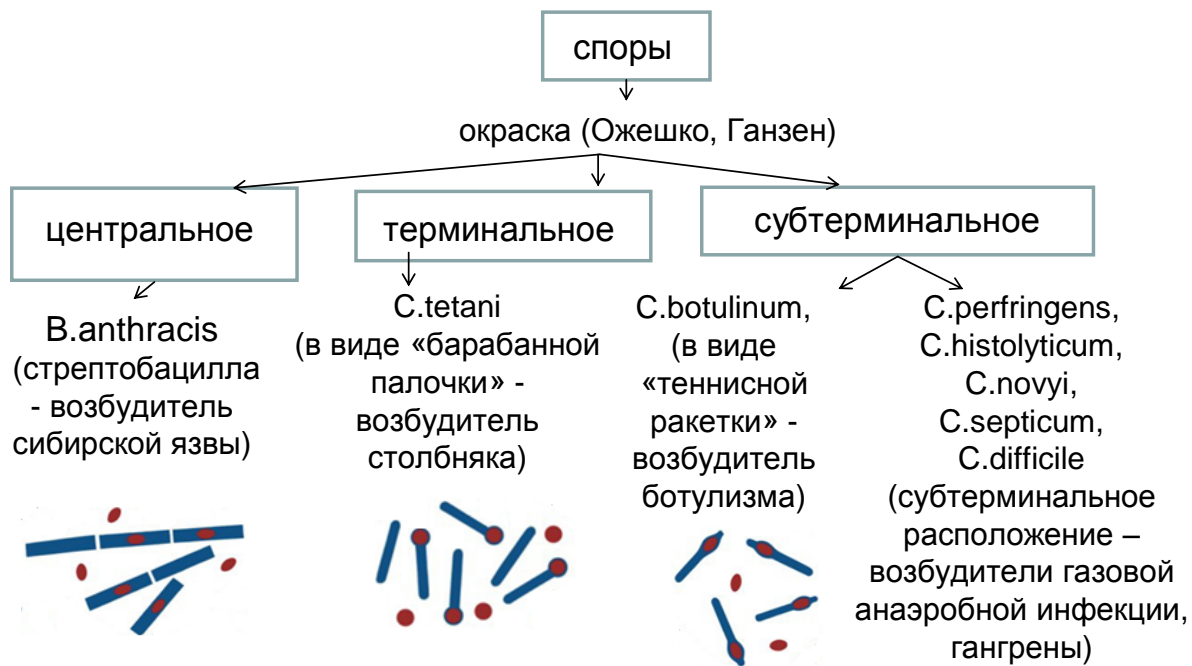 споры
окраска (Ожешко, Ганзен)
центральное
терминальное
субтерминальное
B.anthracis
(стрептобацилла
- возбудитель
сибирской язвы)
C.tetani
(в виде «барабанной
палочки» -
возбудитель
столбняка)
C.botulinum,
(в виде
«теннисной
ракетки» -
возбудитель
ботулизма)
C.perfringens,
C.histolyticum,
C.novyi,
C.septicum,
C.difficile
(субтерминальное
расположение –
возбудители газовой
анаэробной инфекции,
гангрены)